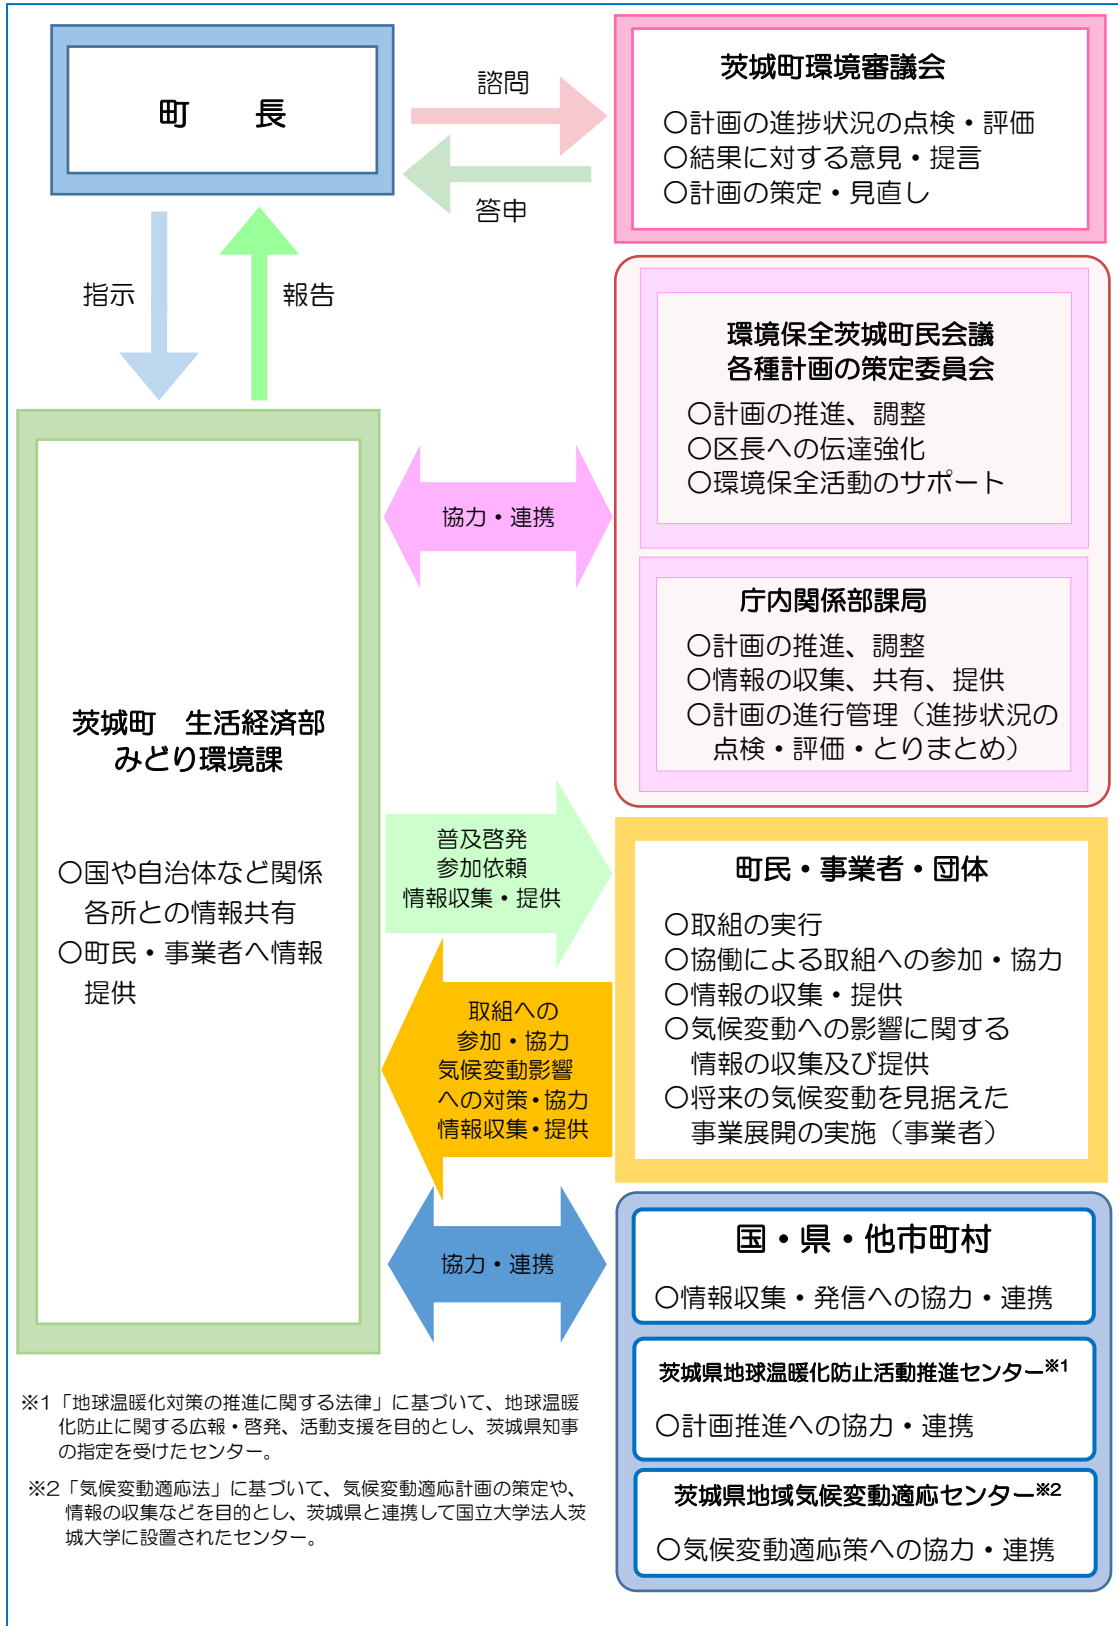 町　長
諮問
答申
茨城町環境審議会
〇計画の進捗状況の点検・評価
〇結果に対する意見・提言
〇計画の策定・見直し
指示
報告
環境保全茨城町民会議
各種計画の策定委員会
〇計画の推進、調整
〇区長への伝達強化
〇環境保全活動のサポート
協力・連携
庁内関係部課局
〇計画の推進、調整
〇情報の収集、共有、提供
〇計画の進行管理（進捗状況の
点検・評価・とりまとめ）
茨城町　生活経済部
みどり環境課
〇国や自治体など関係
各所との情報共有
〇町民・事業者へ情報
提供
普及啓発
参加依頼
情報収集・提供
取組への
参加・協力
気候変動影響
への対策・協力
情報収集・提供
町民・事業者・団体
〇取組の実行
〇協働による取組への参加・協力
〇情報の収集・提供
〇気候変動への影響に関する
情報の収集及び提供
〇将来の気候変動を見据えた
事業展開の実施（事業者）
協力・連携
国・県・他市町村
〇情報収集・発信への協力・連携
茨城県地球温暖化防止活動推進センター※1
〇計画推進への協力・連携
茨城県地域気候変動適応センター※2
〇気候変動適応策への協力・連携
※1「地球温暖化対策の推進に関する法律」に基づいて、地球温暖
化防止に関する広報・啓発、活動支援を目的とし、茨城県知事
の指定を受けたセンター。
※2「気候変動適応法」に基づいて、気候変動適応計画の策定や、
情報の収集などを目的とし、茨城県と連携して国立大学法人茨
城大学に設置されたセンター。